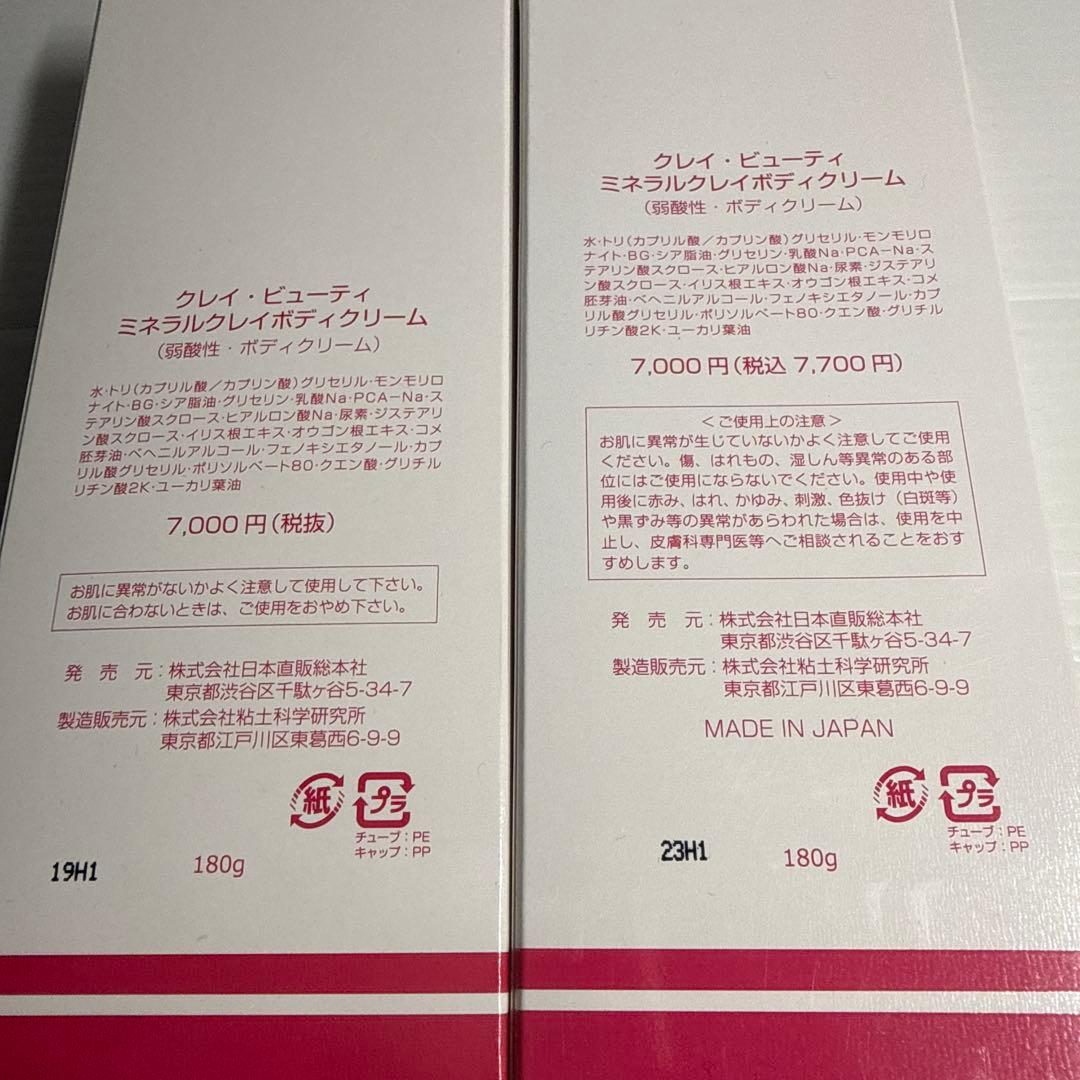 クレイ・ビューティ
ミネラルクレイボディクリーム
（弱酸性・ボディクリーム）
水・トリ（カプリル酸／カプリン酸）グリセリル・モンモリロ
ナイト・BG・シア脂油・グリセリン・乳酸Na・PCA−Na・ス
テアリン酸スクロース・ヒアルロン酸Na・尿素・ジステアリ
ン酸スクロース・イリス根エキス・オウゴン根エキス・コメ
胚芽油・ベヘニルアルコール・フェノキシエタノール・カプ
リル酸グリセリル・ポリソルベート80・クエン酸・グリチル
リチン酸2K・ユーカリ葉油
7,000円（税抜）
お肌に異常がないかよく注意して使用して下さい。
お肌に合わないときは、ご使用をおやめ下さい。
発　売　元：株式会社日本直販総本社
東京都渋谷区千駄ヶ谷5-34-7
製造販売元：株式会社粘土科学研究所
東京都江戸川区東葛西6-9-9
紙
プラ
チューブ：PE
キャップ：PP
19H1
180g
クレイ・ビューティ
ミネラルクレイボディクリーム
（弱酸性・ボディクリーム）
水・トリ（カプリル酸／カプリン酸）グリセリル・モンモリロ
ナイト・BG・シア脂油・グリセリン・乳酸Na・PCA−Na・ス
テアリン酸スクロース・ヒアルロン酸Na・尿素・ジステアリ
ン酸スクロース・イリス根エキス・オウゴン根エキス・コメ
胚芽油・ベヘニルアルコール・フェノキシエタノール・カプ
リル酸グリセリル・ポリソルベート80・クエン酸・グリチル
リチン酸2K・ユーカリ葉油
7,000円（税込 7,700円）
＜ご使用上の注意＞
お肌に異常が生じていないかよく注意してご使用
ください。傷、はれもの、湿しん等異常のある部
位にはご使用にならないでください。使用中や使
用後に赤み、はれ、かゆみ、刺激、色抜け（白斑等）
や黒ずみ等の異常があらわれた場合は、使用を中
止し、皮膚科専門医等へご相談されることをおす
すめします。
発　売　元：株式会社日本直販総本社
東京都渋谷区千駄ヶ谷5-34-7
製造販売元：株式会社粘土科学研究所
東京都江戸川区東葛西6-9-9
MADE IN JAPAN
紙
プラ
チューブ：PE
キャップ：PP
23H1
180g